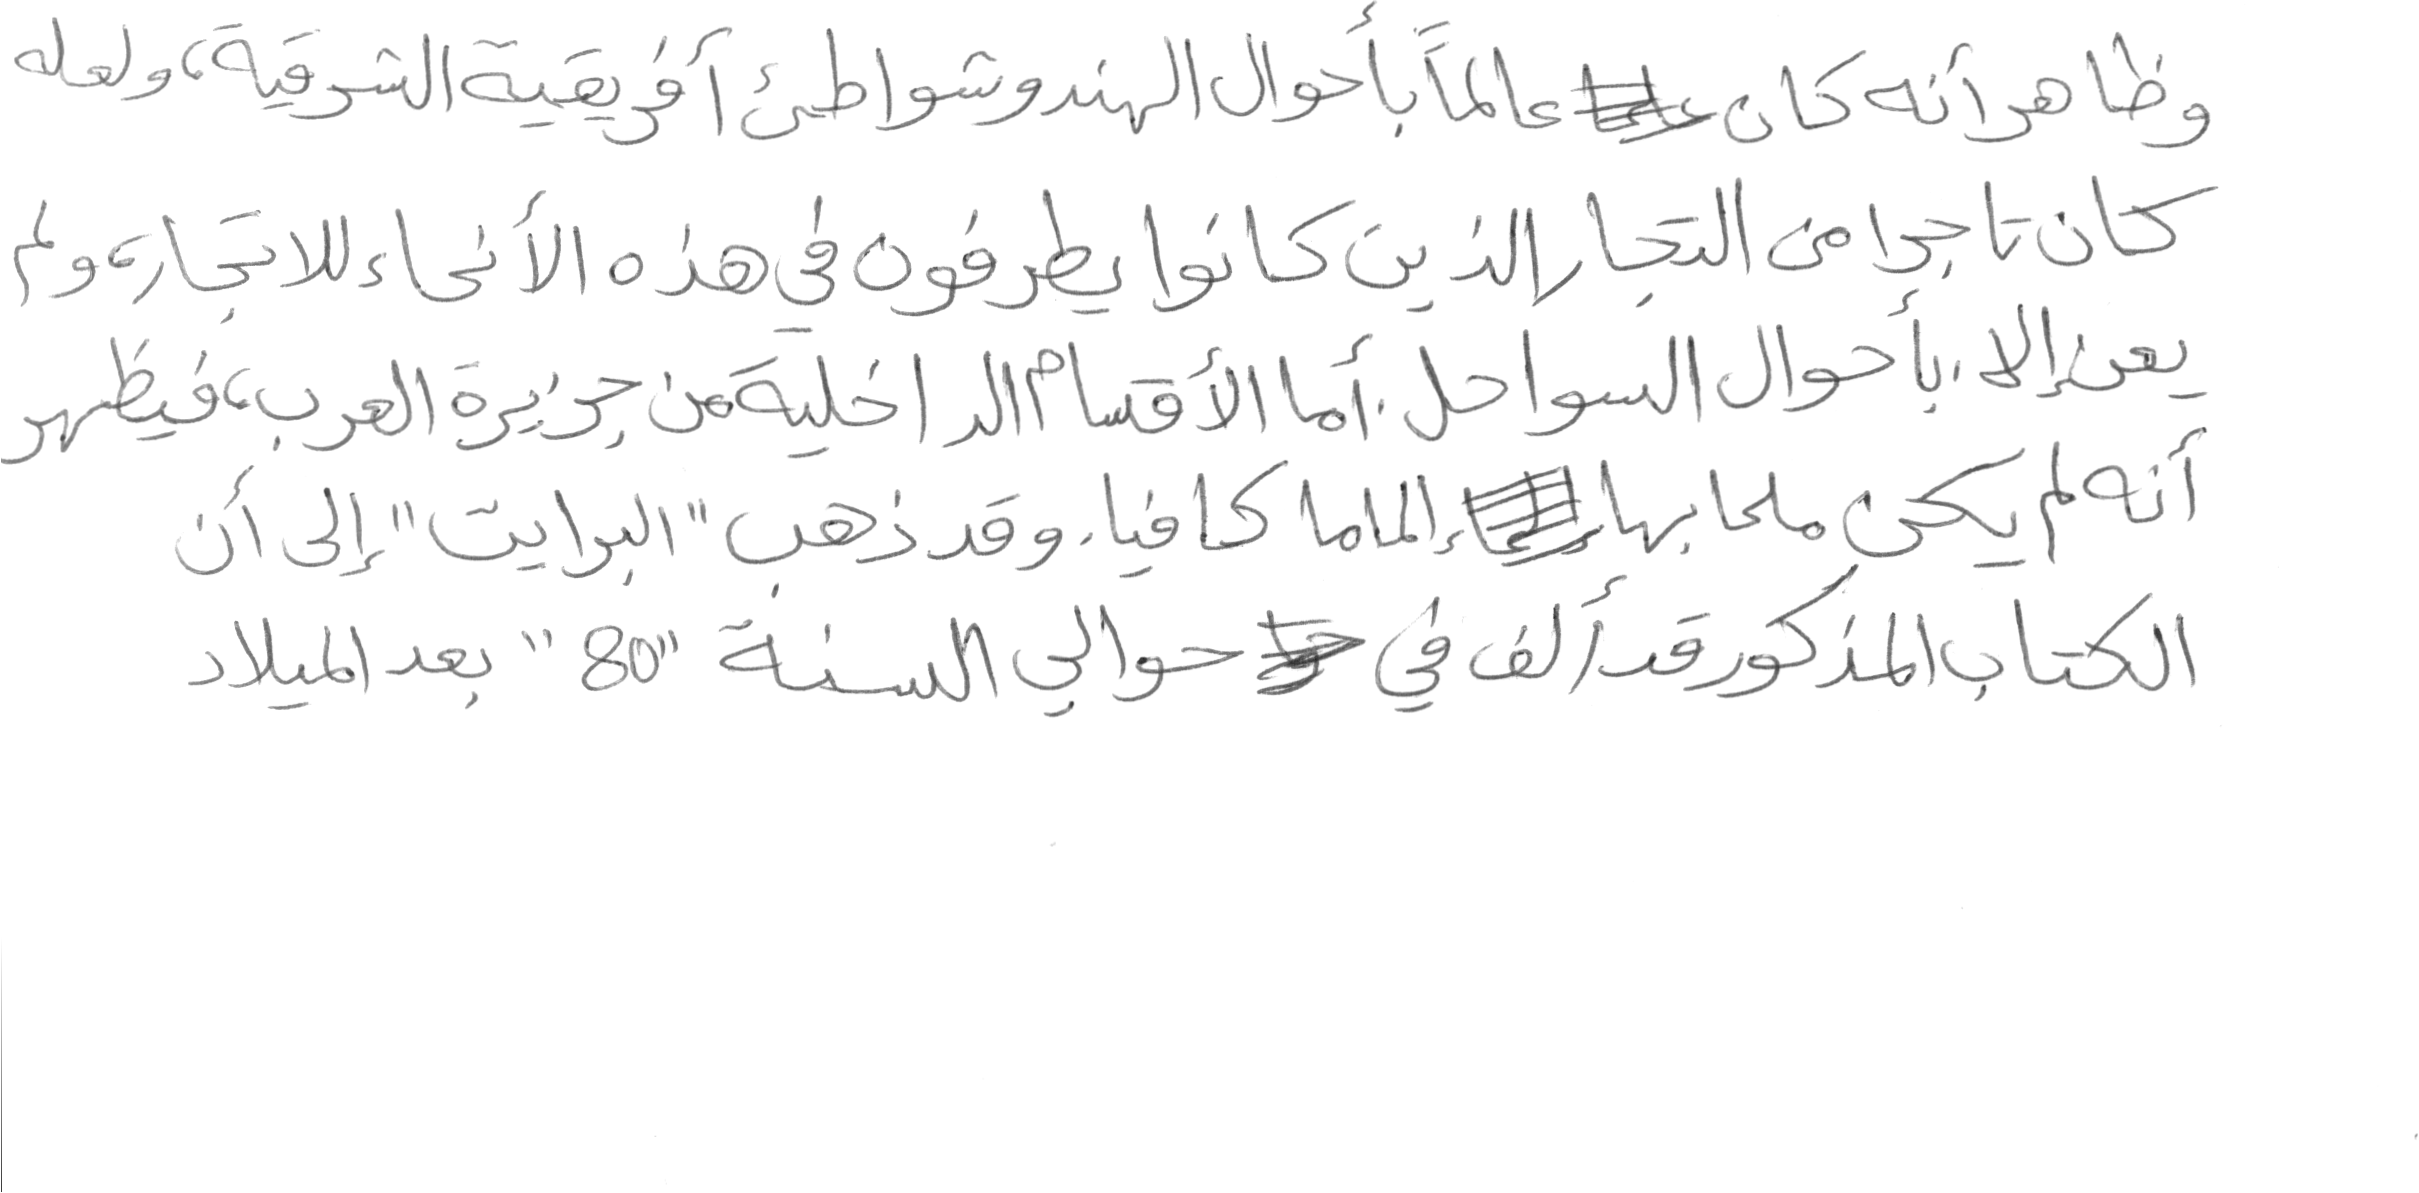 وظاهر أنه كان عالماً بأحوال الهند وشواطئ أفريقية الشرقية، ولعله
كان تاجرا من التجار الذين كانوا يطرفون في هذه الأنحاء للاتجار، ولم
يعن إلا بأحوال السواحل. أما الأقسام الداخلية من جزيرة العرب، فيظهر
أنه لم يكن ملما بها إلماما كافيا. وقد ذهب "البرايت" إلى أن
الكتاب المذكور قد ألف في حوالي السنة "80" بعد الميلاد